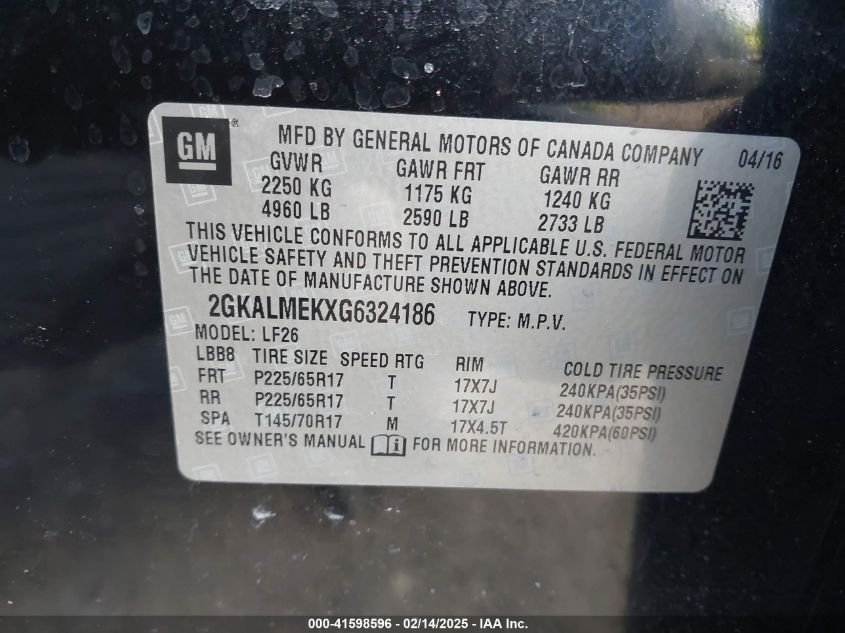 GM
MFD BY GENERAL MOTORS OF CANADA COMPANY 04/16
GVWR GAWR FRT GAWR RR
2250 KG 1175 KG 1240 KG
4960 LB 2590 LB 2733 LB
THIS VEHICLE CONFORMS TO ALL APPLICABLE U.S. FEDERAL MOTOR
VEHICLE SAFETY AND THEFT PREVENTION STANDARDS IN EFFECT ON
THE DATE OF MANUFACTURE SHOWN ABOVE.
2GKALMEKXG6324186 TYPE: M.P.V.
MODEL: LF26
LBB8 TIRE SIZE SPEED RTG RIM COLD TIRE PRESSURE
FRT P225/65R17 T 17X7J 240KPA(35PSI)
RR P225/65R17 T 17X7J 240KPA(35PSI)
SPA T145/70R17 M 17X4.5T 420KPA(60PSI)
SEE OWNER'S MANUAL i FOR MORE INFORMATION.
000-41598596 - 02/14/2025 - IAA Inc.